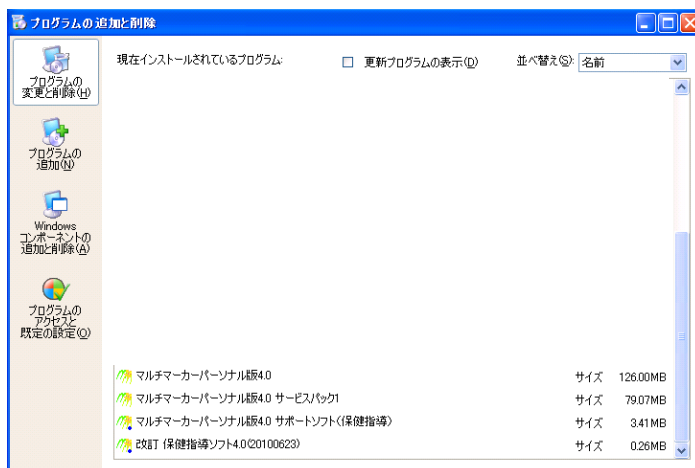 プログラムの追加と削除
プログラムの
変更と削除(H)
プログラムの
追加(N)
Windows
コンポーネントの
追加と削除(A)
プログラムの
アクセスと
既定の設定(O)
現在インストールされているプログラム:
更新プログラムの表示(D)
並べ替え(S): 名前
マルチマーカーパーソナル版4.0 サイズ 126.00MB
マルチマーカーパーソナル版4.0 サービスパック1 サイズ 79.07MB
マルチマーカーパーソナル版4.0 サポートソフト(保健指導) サイズ 3.41MB
改訂 保健指導ソフト4.0(20100623) サイズ 0.26MB